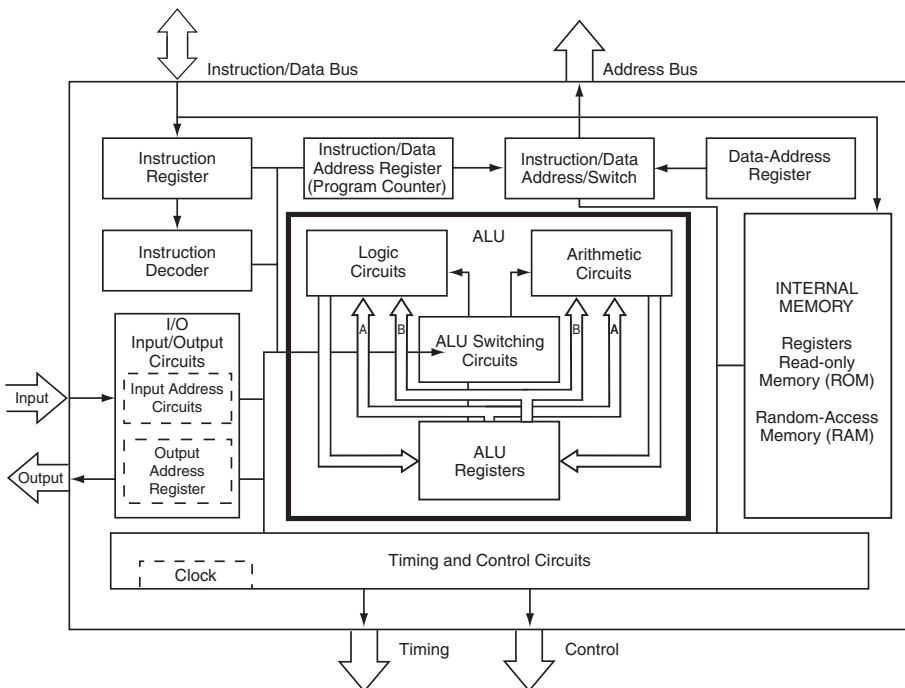 Instruction/Data Bus
Address Bus
Instruction
Register
Instruction/Data
Address Register
(Program Counter)
Instruction/Data
Address/Switch
Data-Address
Register
Instruction
Decoder
ALU
Logic
Circuits
Arithmetic
Circuits
A
B
B
A
ALU Switching
Circuits
ALU
Registers
I/O
Input/Output
Circuits
Input Address
Circuits
Output
Address
Register
Input
Output
INTERNAL
MEMORY
Registers
Read-only
Memory (ROM)
Random-Access
Memory (RAM)
Timing and Control Circuits
Clock
Timing
Control